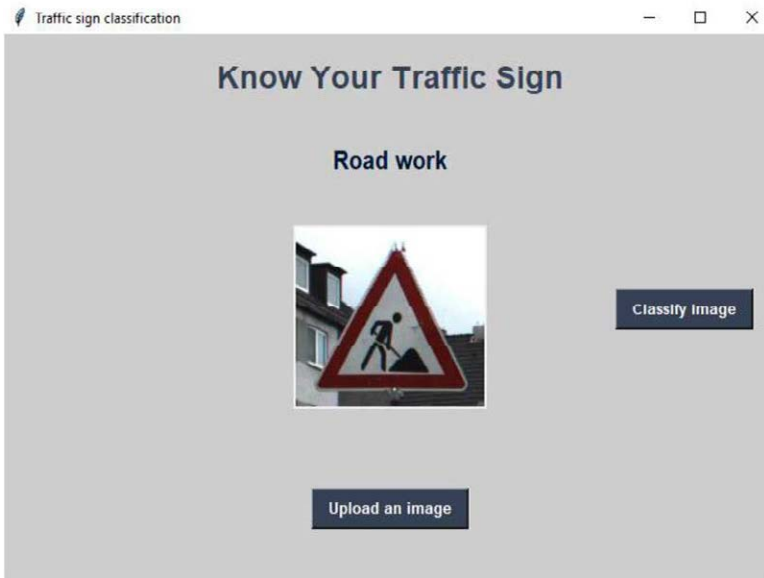 Traffic sign classification
Know Your Traffic Sign
Road work
Classify Image
Upload an image